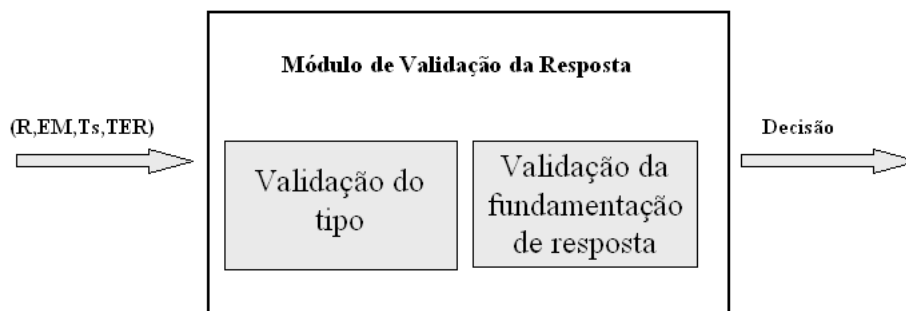 Módulo de Validação da Resposta
(R,EM,Ts,TER)
Decisão
Validação do
tipo
Validação da
fundamentação
de resposta